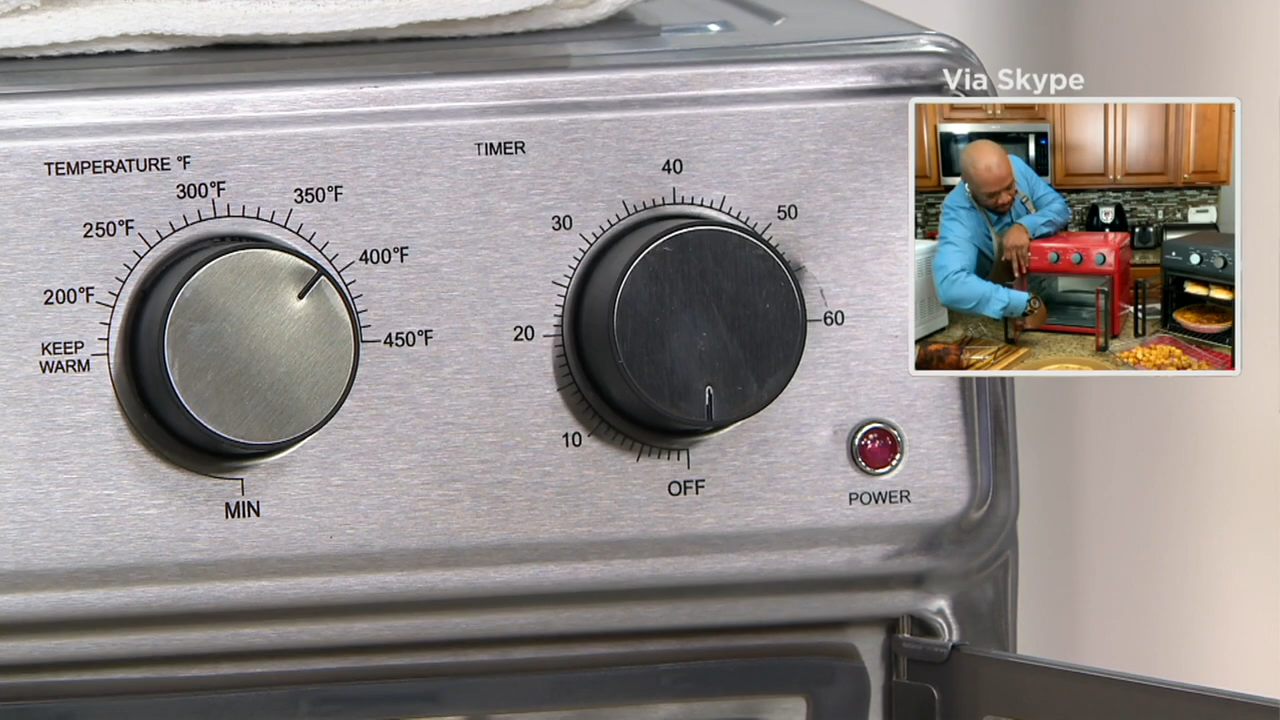 Via Skype
TEMPERATURE °F
TIMER
300°F
350°F
250°F
400°F
200°F
450°F
KEEP
WARM
MIN
40
30
50
20
60
10
OFF
POWER